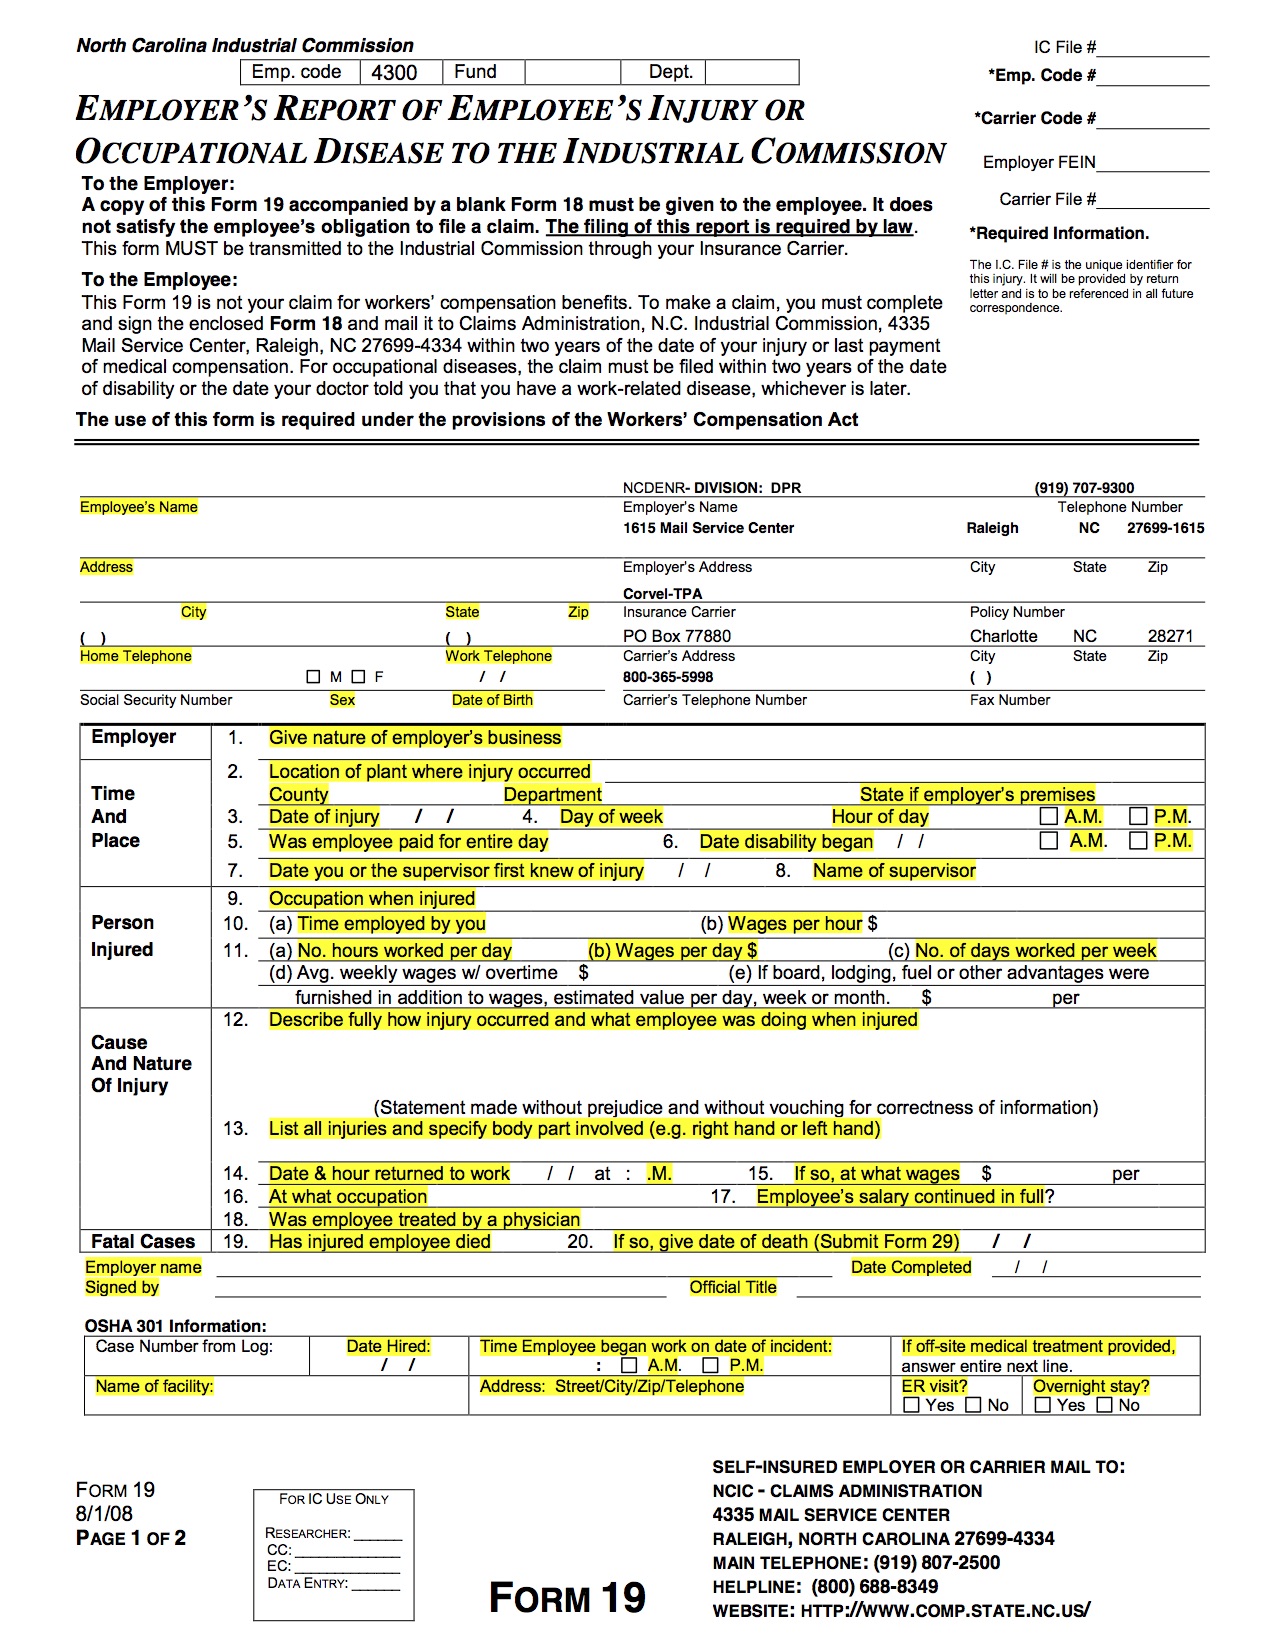 North Carolina Industrial Commission
IC File #
Emp. code 4300 Fund Dept.
*Emp. Code #
EMPLOYER'S REPORT OF EMPLOYEE'S INJURY OR
OCCUPATIONAL DISEASE TO THE INDUSTRIAL COMMISSION
*Carrier Code #
Employer FEIN
Carrier File #
*Required Information.
The I.C. File # is the unique identifier for
this injury. It will be provided by return
letter and is to be referenced in all future
correspondence.
To the Employer:
A copy of this Form 19 accompanied by a blank Form 18 must be given to the employee. It does
not satisfy the employee's obligation to file a claim. The filing of this report is required by law.
This form MUST be transmitted to the Industrial Commission through your Insurance Carrier.
To the Employee:
This Form 19 is not your claim for workers' compensation benefits. To make a claim, you must complete
and sign the enclosed Form 18 and mail it to Claims Administration, N.C. Industrial Commission, 4335
Mail Service Center, Raleigh, NC 27699-4334 within two years of the date of your injury or last payment
of medical compensation. For occupational diseases, the claim must be filed within two years of the date
of disability or the date your doctor told you that you have a work-related disease, whichever is later.
The use of this form is required under the provisions of the Workers' Compensation Act
NCDENR- DIVISION: DPR (919) 707-9300
Employee's Name Employer's Name Telephone Number
1615 Mail Service Center Raleigh NC 27699-1615
Address Employer's Address City State Zip
Corvel-TPA
City State Zip Insurance Carrier Policy Number
( ) ( ) PO Box 77880 Charlotte NC 28271
Home Telephone Work Telephone Carrier's Address City State Zip
M F / / 800-365-5998 ( )
Social Security Number Sex Date of Birth Carrier's Telephone Number Fax Number
Employer 1. Give nature of employer's business
2. Location of plant where injury occurred
Time County Department State if employer's premises
And 3. Date of injury / / 4. Day of week Hour of day A.M. P.M.
Place 5. Was employee paid for entire day 6. Date disability began / / A.M. P.M.
7. Date you or the supervisor first knew of injury / / 8. Name of supervisor
9. Occupation when injured
Person 10. (a) Time employed by you (b) Wages per hour $
Injured 11. (a) No. hours worked per day (b) Wages per day $ (c) No. of days worked per week
(d) Avg. weekly wages w/ overtime $ (e) If board, lodging, fuel or other advantages were
furnished in addition to wages, estimated value per day, week or month. $ per
12. Describe fully how injury occurred and what employee was doing when injured
Cause
And Nature
Of Injury
(Statement made without prejudice and without vouching for correctness of information)
13. List all injuries and specify body part involved (e.g. right hand or left hand)
14. Date & hour returned to work / / at : .M. 15. If so, at what wages $ per
16. At what occupation 17. Employee's salary continued in full?
18. Was employee treated by a physician
Fatal Cases 19. Has injured employee died 20. If so, give date of death (Submit Form 29) / /
Employer name Date Completed / /
Signed by Official Title
OSHA 301 Information:
Case Number from Log: Date Hired: Time Employee began work on date of incident: If off-site medical treatment provided,
/ / : A.M. P.M. answer entire next line.
Name of facility: Address: Street/City/Zip/Telephone ER visit? Overnight stay?
Yes No Yes No
FORM 19
8/1/08
PAGE 1 OF 2
FOR IC USE ONLY
RESEARCHER:
CC:
EC:
DATA ENTRY:
FORM 19
SELF-INSURED EMPLOYER OR CARRIER MAIL TO:
NCIC - CLAIMS ADMINISTRATION
4335 MAIL SERVICE CENTER
RALEIGH, NORTH CAROLINA 27699-4334
MAIN TELEPHONE: (919) 807-2500
HELPLINE: (800) 688-8349
WEBSITE: HTTP://WWW.COMP.STATE.NC.US/